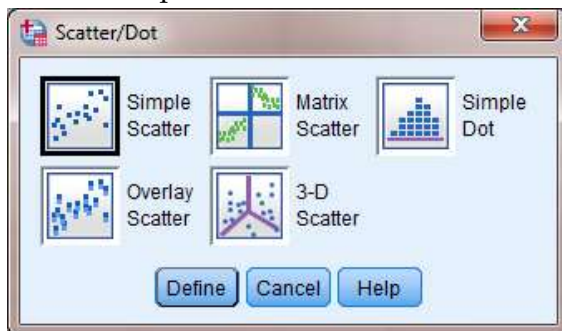 Scatter/Dot
Simple Scatter
Matrix Scatter
Simple Dot
Overlay Scatter
3-D Scatter
Define
Cancel
Help